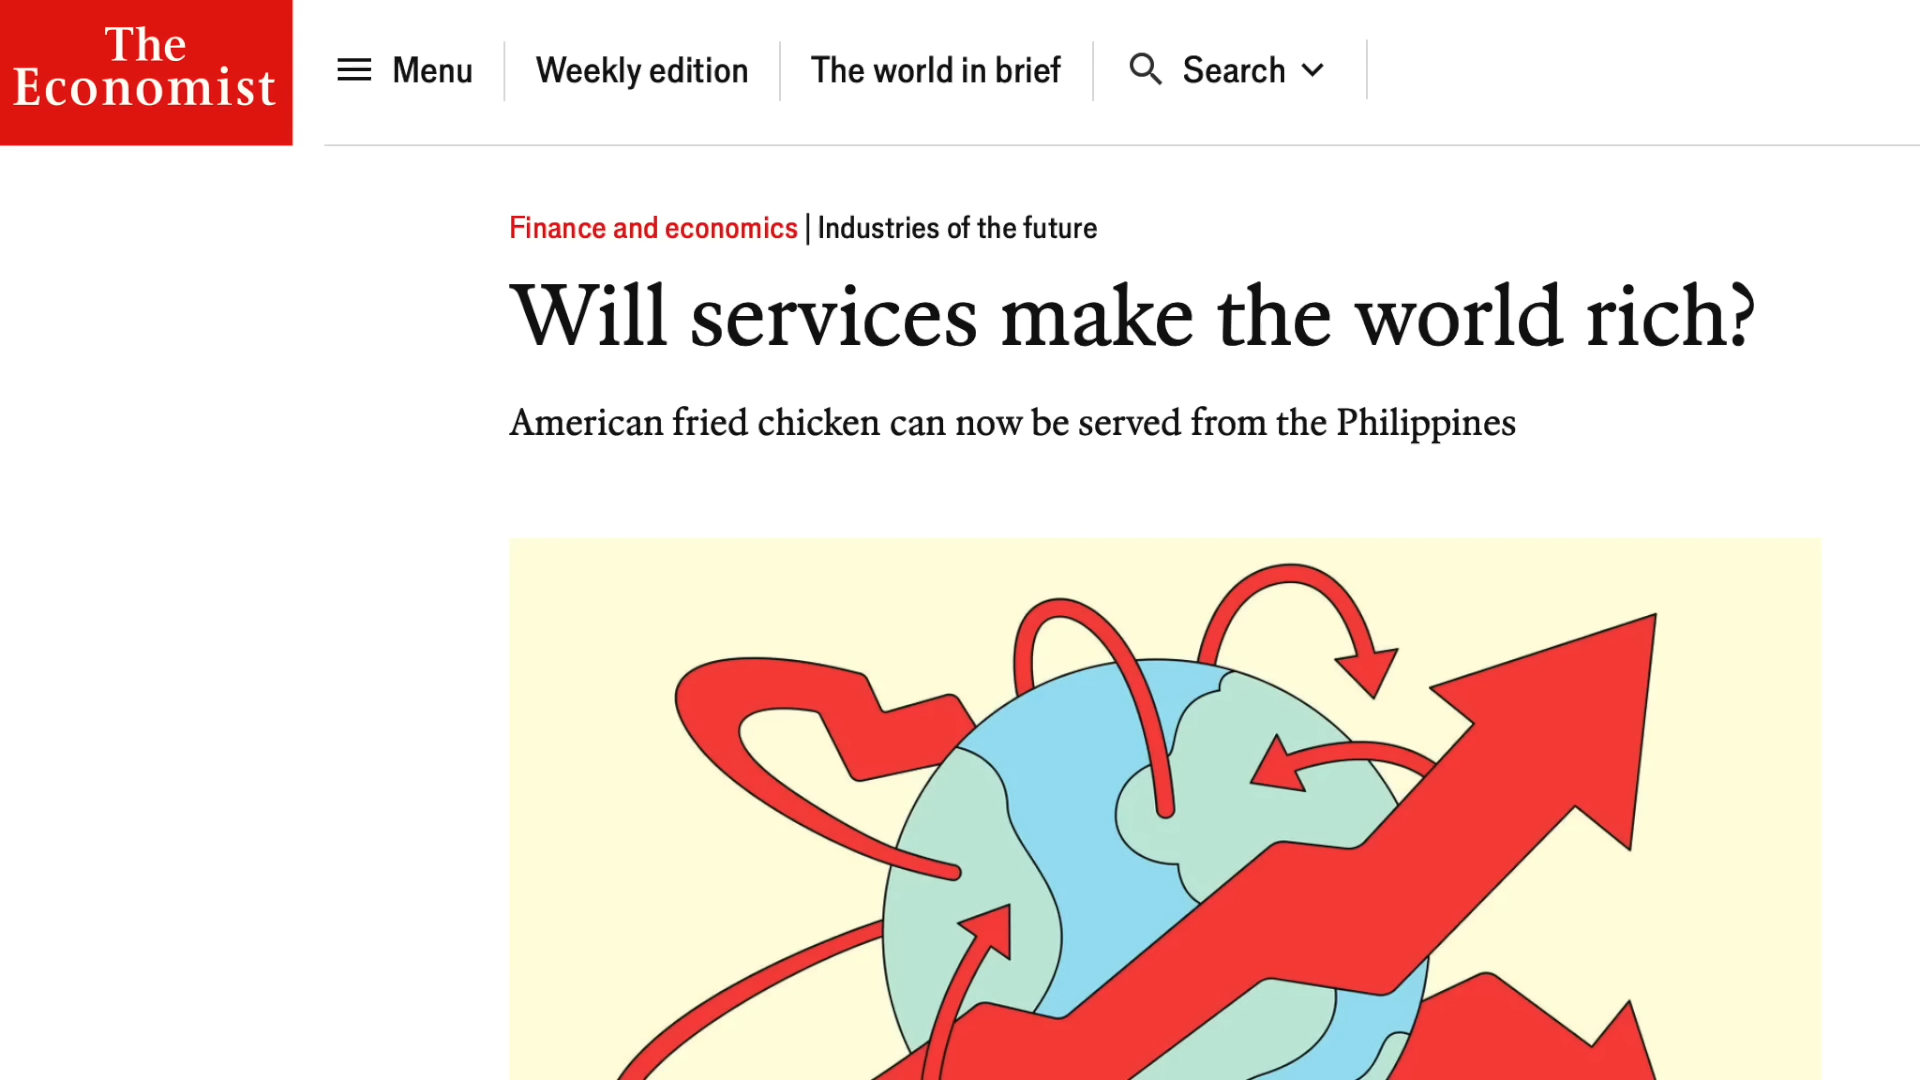 The
Economist
Menu
Weekly edition
The world in brief
Search
Finance and economics | Industries of the future
Will services make the world rich?
American fried chicken can now be served from the Philippines